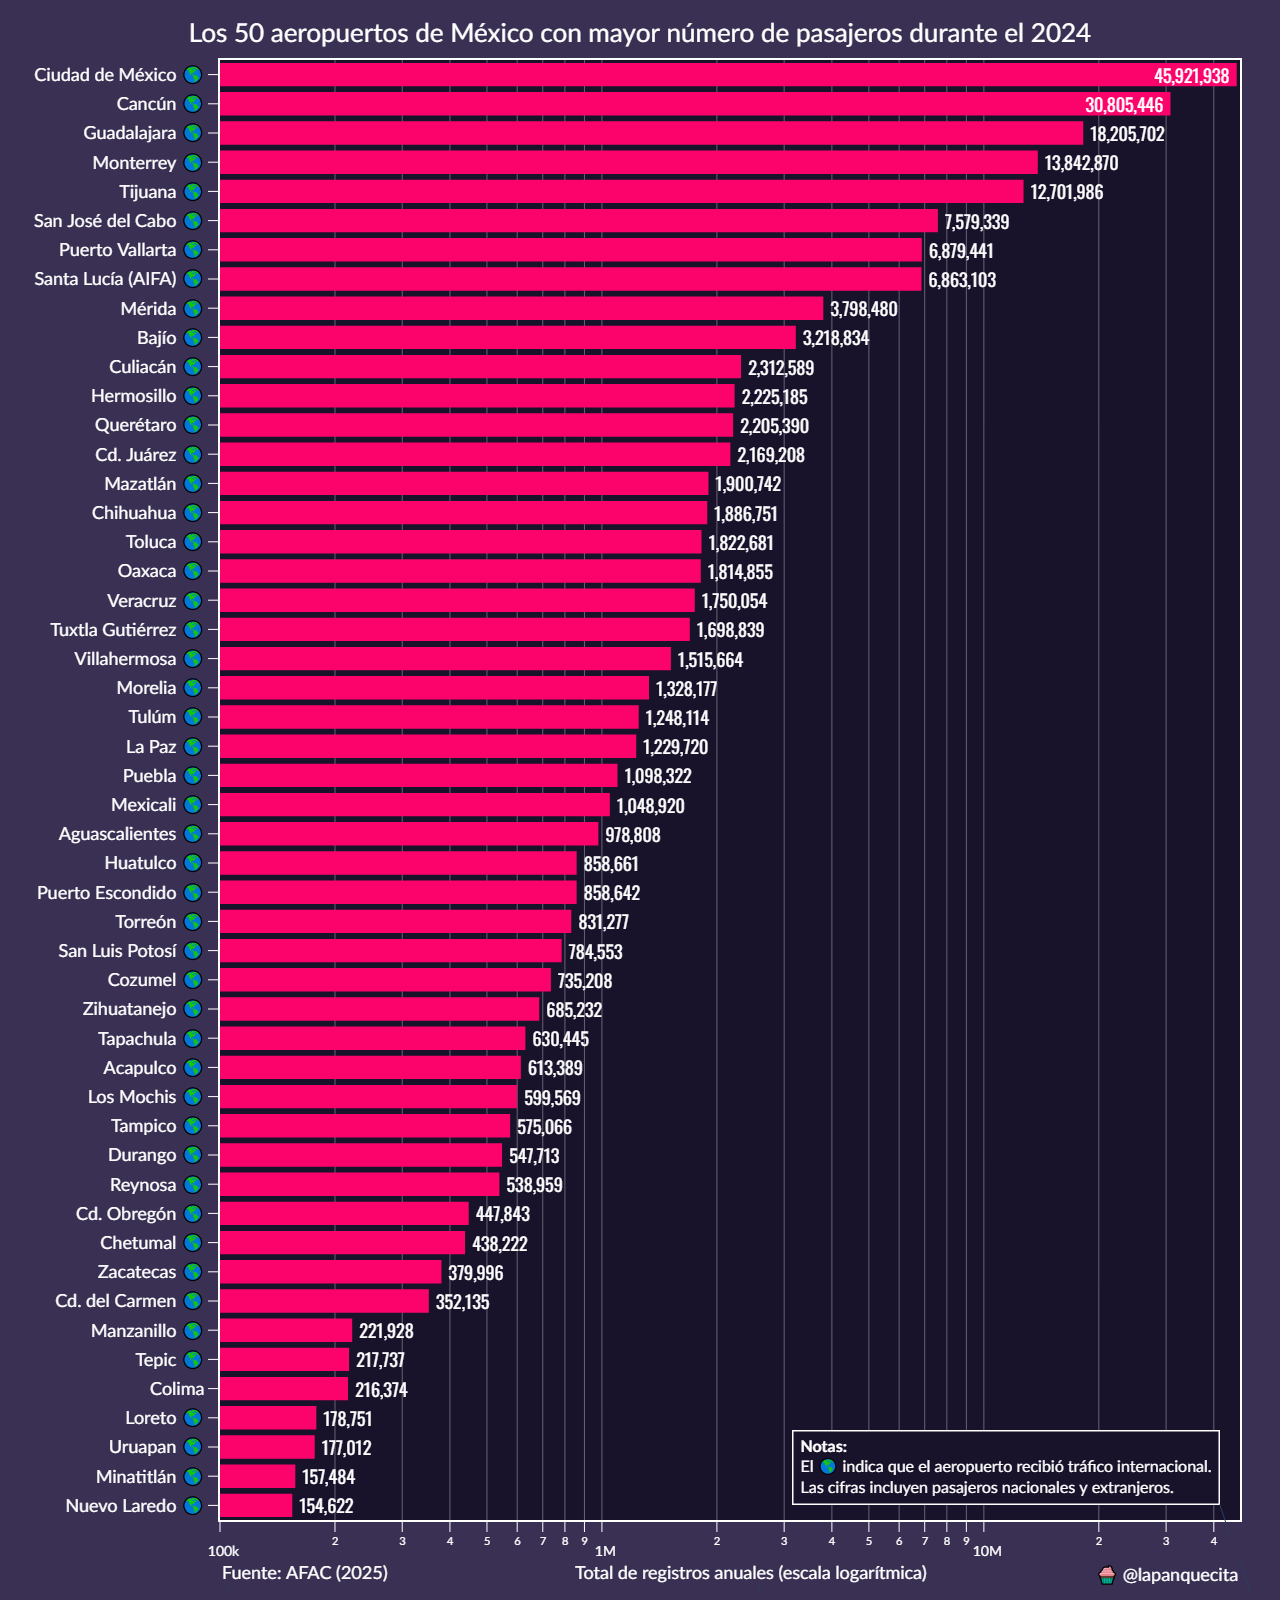 Los 50 aeropuertos de México con mayor número de pasajeros durante el 2024
Ciudad de México 45,921,938
Cancún 30,805,446
Guadalajara 18,205,702
Monterrey 13,842,870
Tijuana 12,701,986
San José del Cabo 7,579,339
Puerto Vallarta 6,879,441
Santa Lucía (AIFA) 6,863,103
Mérida 3,798,480
Bajío 3,218,834
Culiacán 2,312,589
Hermosillo 2,225,185
Querétaro 2,205,390
Cd. Juárez 2,169,208
Mazatlán 1,900,742
Chihuahua 1,886,751
Toluca 1,822,681
Oaxaca 1,814,855
Veracruz 1,750,054
Tuxtla Gutiérrez 1,698,839
Villahermosa 1,515,664
Morelia 1,328,177
Tulúm 1,248,114
La Paz 1,229,720
Puebla 1,098,322
Mexicali 1,048,920
Aguascalientes 978,808
Huatulco 858,661
Puerto Escondido 858,642
Torreón 831,277
San Luis Potosí 784,553
Cozumel 735,208
Zihuatanejo 685,232
Tapachula 630,445
Acapulco 613,389
Los Mochis 599,569
Tampico 575,066
Durango 547,713
Reynosa 538,959
Cd. Obregón 447,843
Chetumal 438,222
Zacatecas 379,996
Cd. del Carmen 352,135
Manzanillo 221,928
Tepic 217,737
Colima 216,374
Loreto 178,751
Uruapan 177,012
Minatitlán 157,484
Nuevo Laredo 154,622
Notas:
El 🌎 indica que el aeropuerto recibió tráfico internacional.
Las cifras incluyen pasajeros nacionales y extranjeros.
100k 2 3 4 5 6 7 8 9 1M 2 3 4 5 6 7 8 9 10M 2 3 4
Fuente: AFAC (2025) Total de registros anuales (escala logarítmica) 🧁 @lapanquecita